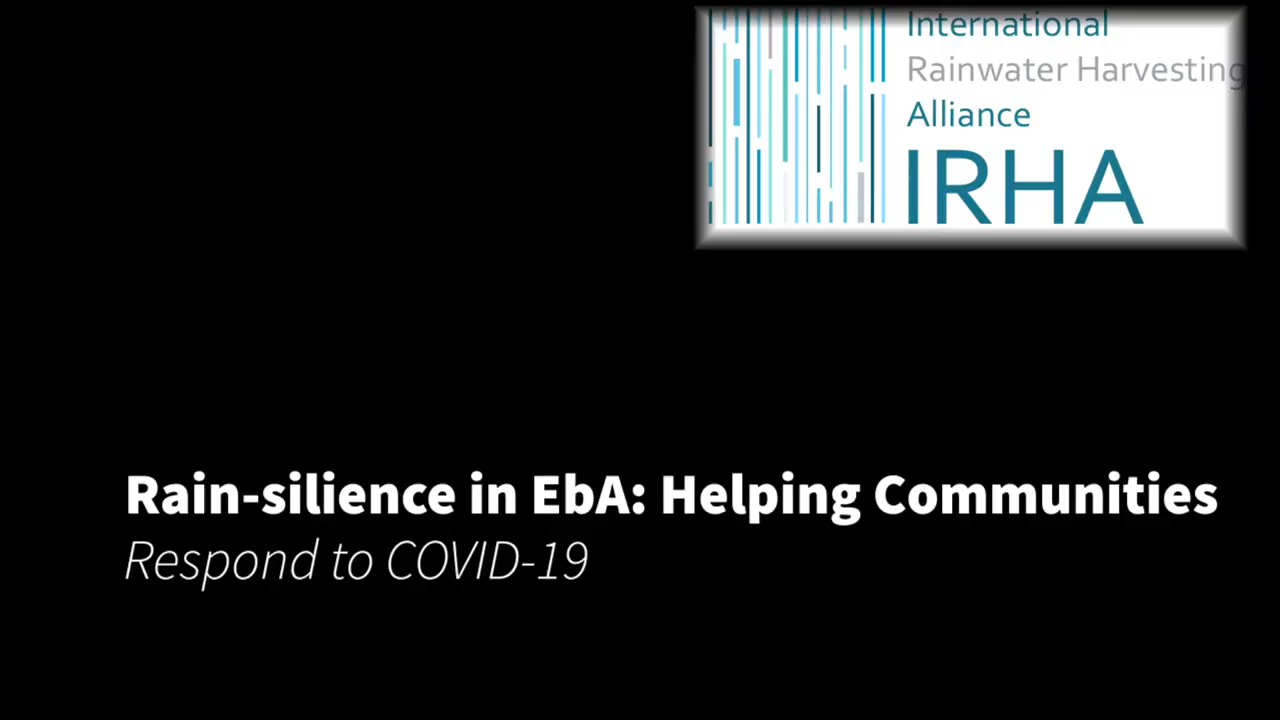 International
Rainwater Harvesting
Alliance
IRHA
Rain-silience in EbA: Helping Communities
Respond to COVID-19